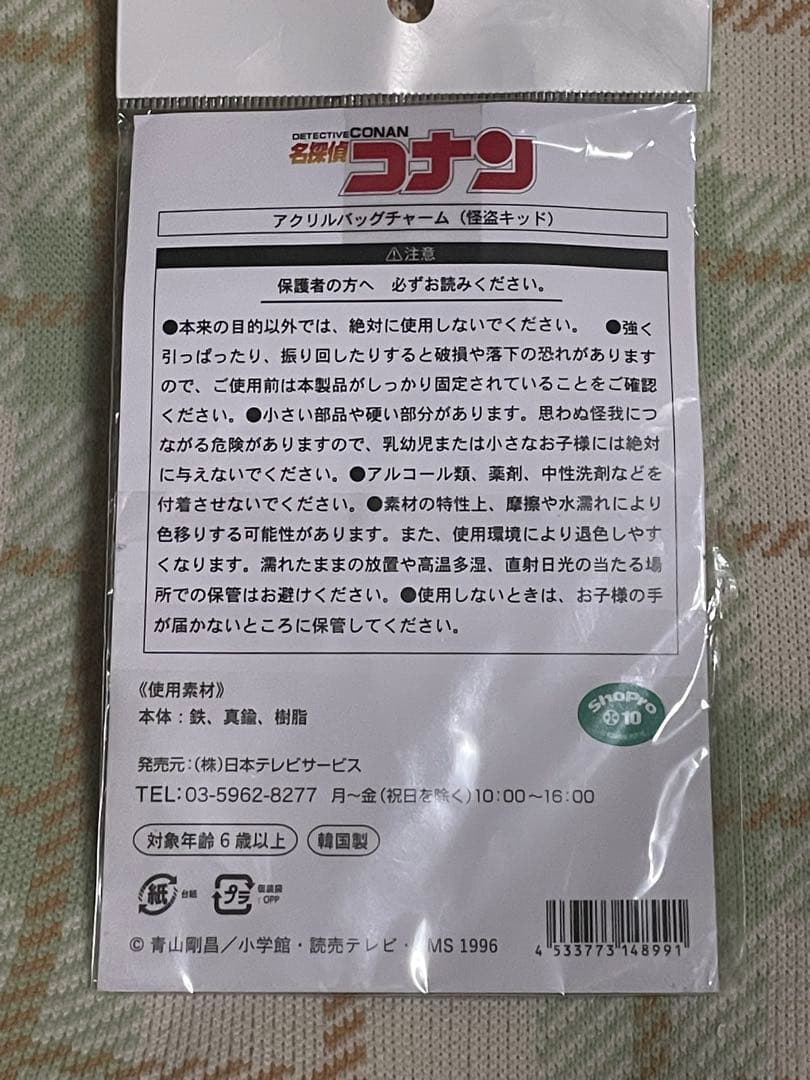 DETECTIVE CONAN
名探偵コナン
アクリルバッグチャーム（怪盗キッド）
⚠注意
保護者の方へ　必ずお読みください。
●本来の目的以外では、絶対に使用しないでください。　●強く
引っぱったり、振り回したりすると破損や落下の恐れがあります
ので、ご使用前は本製品がしっかり固定されていることをご確認
ください。●小さい部品や硬い部分があります。思わぬ怪我につ
ながる危険がありますので、乳幼児または小さなお子様には絶対
に与えないでください。●アルコール類、薬剤、中性洗剤などを
付着させないでください。●素材の特性上、摩擦や水濡れにより
色移りする可能性があります。また、使用環境により退色しやす
くなります。濡れたままの放置や高温多湿、直射日光の当たる場
所での保管はお避けください。●使用しないときは、お子様の手
が届かないところに保管してください。
《使用素材》
本体：鉄、真鍮、樹脂
ShoPro
10
発売元：（株）日本テレビサービス
TEL：03-5962-8277　月～金（祝日を除く）10：00～16：00
対象年齢6歳以上　韓国製
紙　台紙　プラ　個装袋
：OPP
© 青山剛昌／小学館・読売テレビ・MS 1996
4 533773 148991